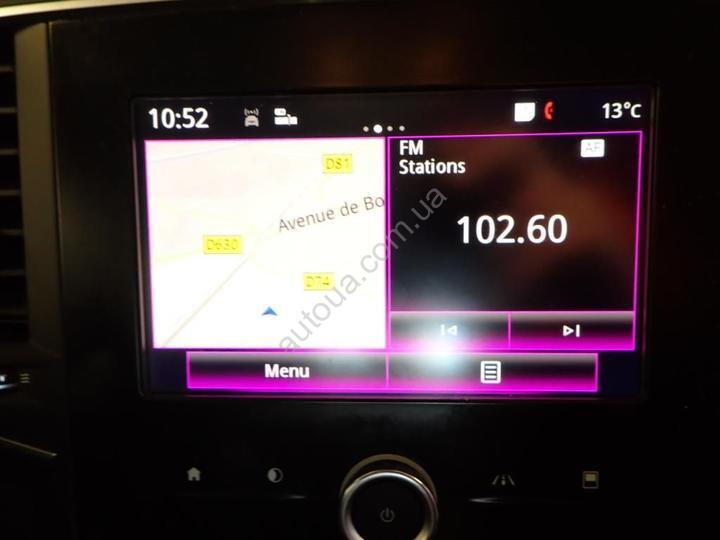 10:52
13°C
FM
AF
Stations
D81
Avenue de Bo
D630
D74
102.60
Menu
autoua.com.ua